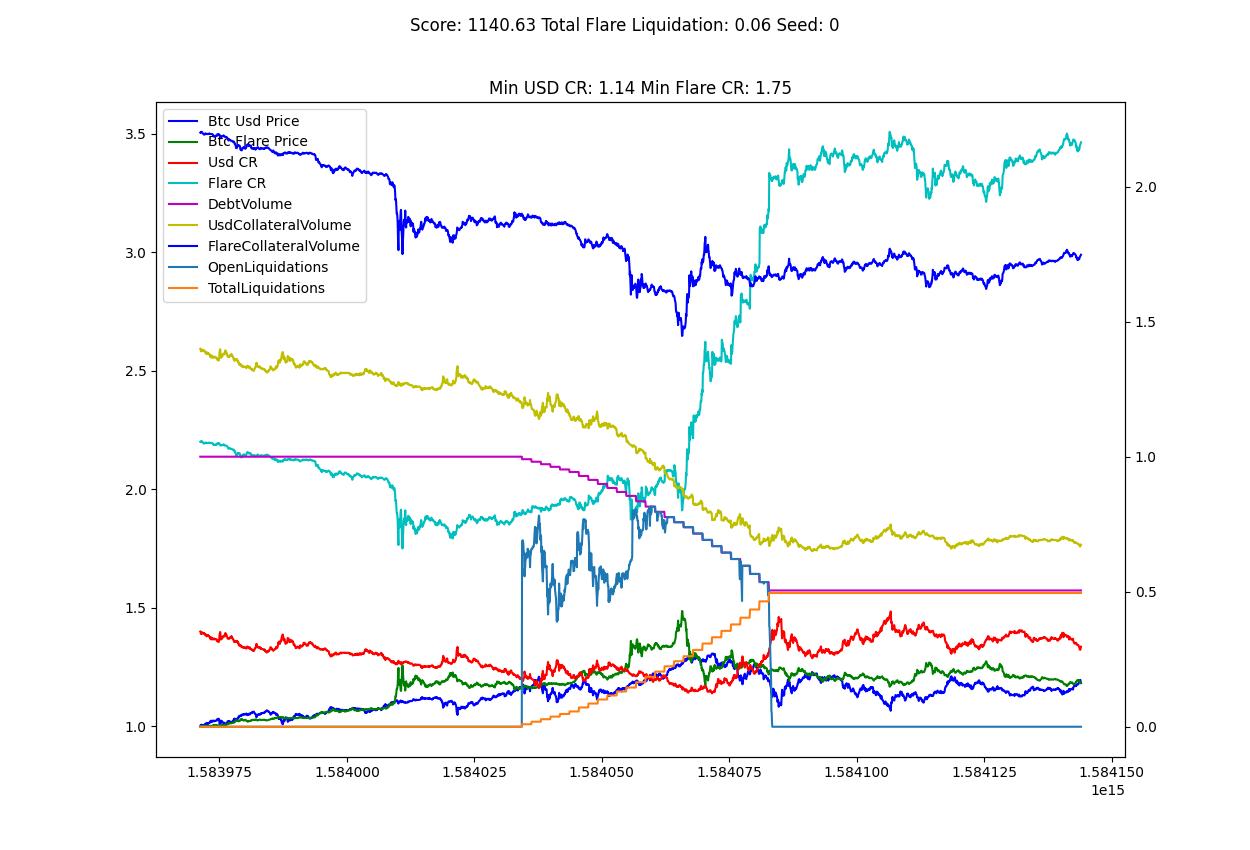 Score: 1140.63 Total Flare Liquidation: 0.06 Seed: 0
Min USD CR: 1.14 Min Flare CR: 1.75
Btc Usd Price
Btc Flare Price
Usd CR
Flare CR
DebtVolume
UsdCollateralVolume
FlareCollateralVolume
OpenLiquidations
TotalLiquidations
3.5
3.0
2.5
2.0
1.5
1.0
2.0
1.5
1.0
0.5
0.0
1.583975 1.584000 1.584025 1.584050 1.584075 1.584100 1.584125 1.584150
1e15